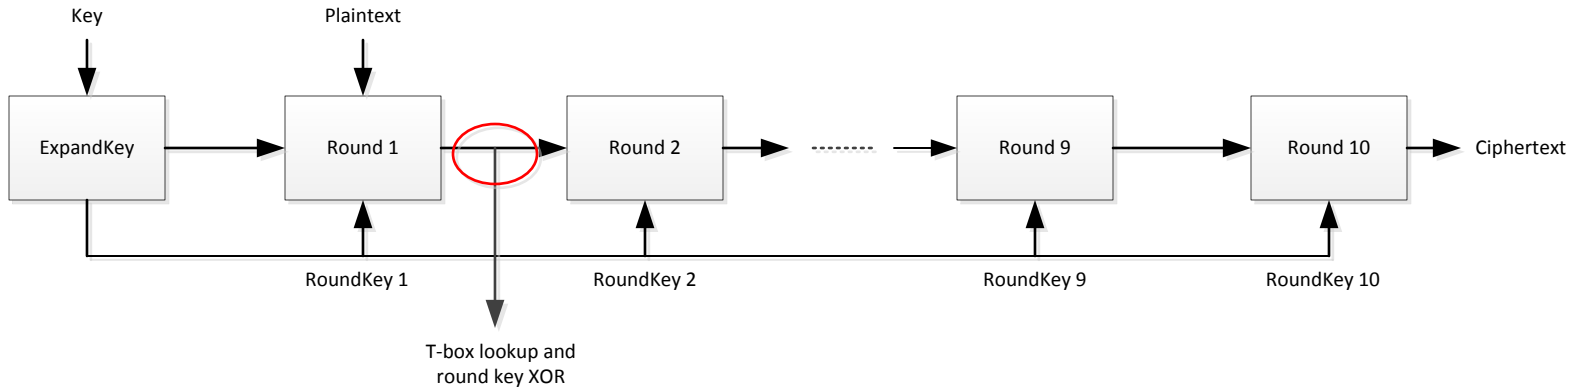 Key
Plaintext
ExpandKey
Round 1
Round 2
Round 9
Round 10
Ciphertext
RoundKey 1
RoundKey 2
RoundKey 9
RoundKey 10
T-box lookup and
round key XOR